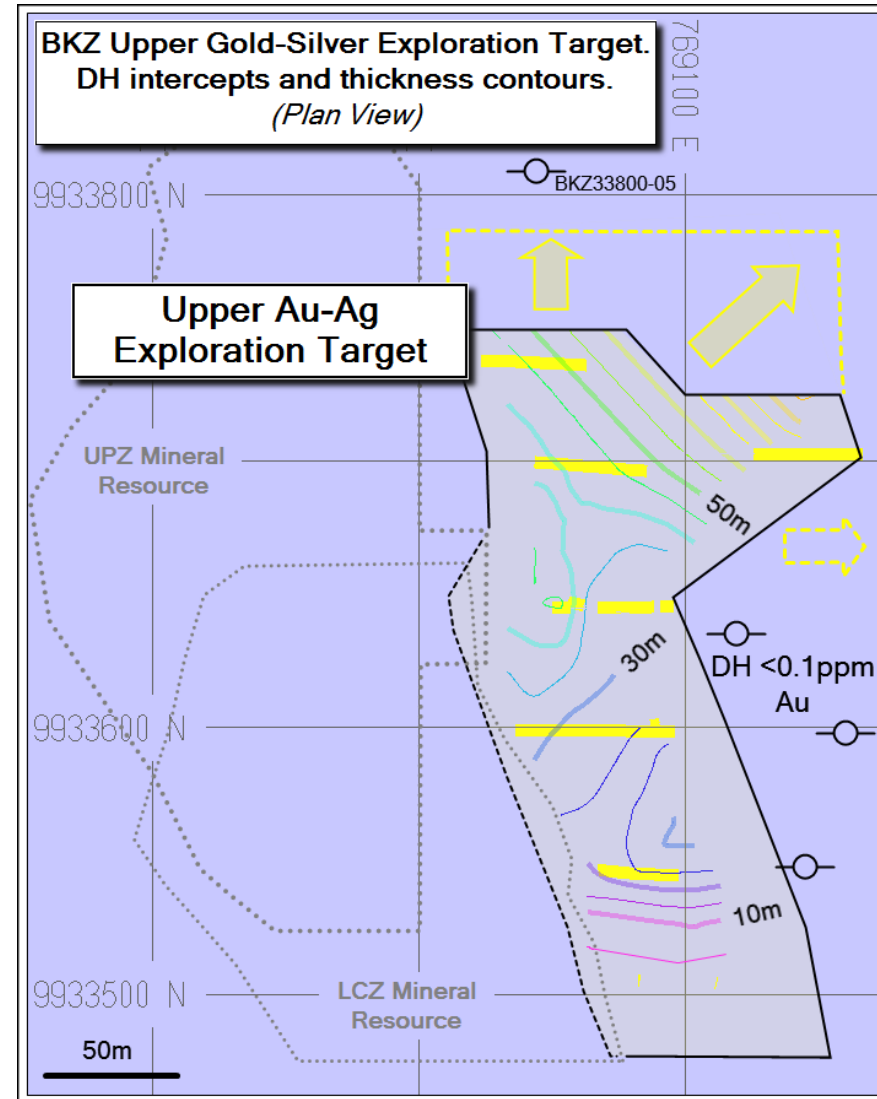 BKZ Upper Gold-Silver Exploration Target.
DH intercepts and thickness contours.
(Plan View)
769100 E
BKZ33800-05
9933800 N
Upper Au-Ag
Exploration Target
UPZ Mineral
Resource
50m
30m
DH <0.1ppm
Au
9933600 N
10m
9933500 N
LCZ Mineral
Resource
50m